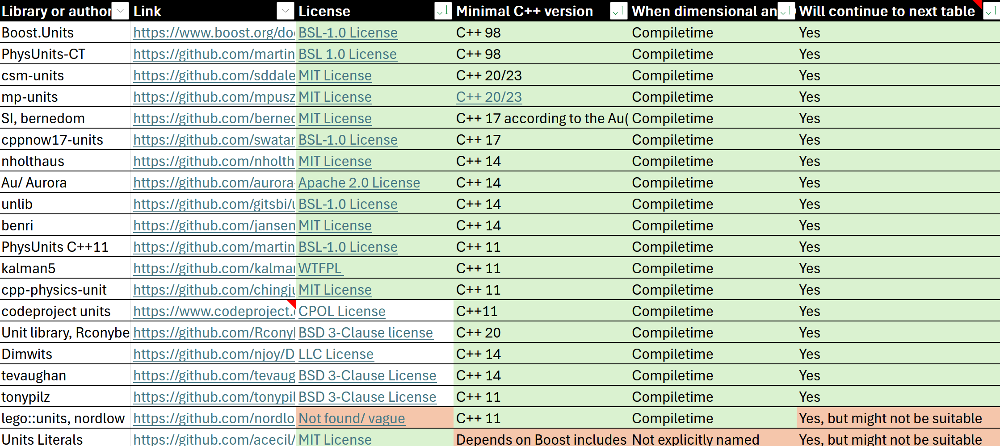 Library or author Link License Minimal C++ version When dimensional an Will continue to next table
Boost.Units https://www.boost.org/do BSL-1.0 License C++ 98 Compiletime Yes
PhysUnits-CT https://github.com/martin BSL 1.0 License C++ 98 Compiletime Yes
csm-units https://github.com/sddale MIT License C++ 20/23 Compiletime Yes
mp-units https://github.com/mpusz MIT License C++ 20/23 Compiletime Yes
SI, bernedom https://github.com/berned MIT License C++ 17 according to the Au( Compiletime Yes
cppnow17-units https://github.com/swatar BSL-1.0 License C++ 17 Compiletime Yes
nholthaus https://github.com/nholth MIT License C++ 14 Compiletime Yes
Au/ Aurora https://github.com/aurora- Apache 2.0 License C++ 14 Compiletime Yes
unlib https://github.com/gitsbi/u BSL-1.0 License C++ 14 Compiletime Yes
benri https://github.com/jansen MIT License C++ 14 Compiletime Yes
PhysUnits C++11 https://github.com/martin BSL-1.0 License C++ 11 Compiletime Yes
kalman5 https://github.com/kalman WTFPL C++ 11 Compiletime Yes
cpp-physics-unit https://github.com/chingju MIT License C++ 11 Compiletime Yes
codeproject units https://www.codeproject. CPOL License C++11 Compiletime Yes
Unit library, Rconybe https://github.com/Rconyb BSD 3-Clause license C++ 20 Compiletime Yes
Dimwits https://github.com/njoy/D LLC License C++ 14 Compiletime Yes
tevaughan https://github.com/tevaug BSD 3-Clause License C++ 14 Compiletime Yes
tonypilz https://github.com/tonypil BSD 3-Clause License C++ 11 Compiletime Yes
lego::units, nordlow https://github.com/nordlo Not found/ vague C++ 11 Compiletime Yes, but might not be suitable
Units Literals https://github.com/acecil/ MIT License Depends on Boost includes Not explicitly named Yes, but might not be suitable